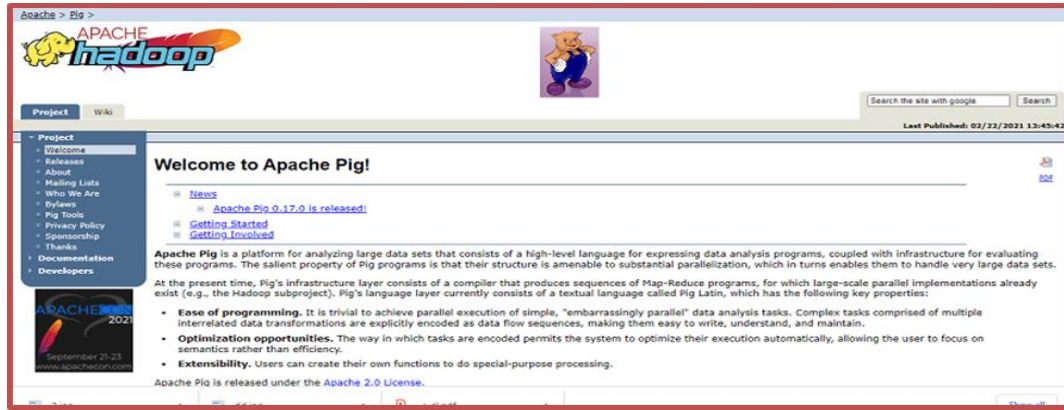 Apache > Pig >
APACHE
hadoop
Project Wiki
Search the site with google Search
Last Published: 02/22/2021 13:45:42
Project
Welcome
Releases
About
Mailing Lists
Who We Are
Bylaws
Pig Tools
Privacy Policy
Sponsorship
Thanks
Documentation
Developers
APACHECON
2021
September 21-23
www.apachecon.com
Welcome to Apache Pig!
PDF
News
Apache Pig 0.17.0 is released!
Getting Started
Getting Involved
Apache Pig is a platform for analyzing large data sets that consists of a high-level language for expressing data analysis programs, coupled with infrastructure for evaluating
these programs. The salient property of Pig programs is that their structure is amenable to substantial parallelization, which in turns enables them to handle very large data sets.
At the present time, Pig's infrastructure layer consists of a compiler that produces sequences of Map-Reduce programs, for which large-scale parallel implementations already
exist (e.g., the Hadoop subproject). Pig's language layer currently consists of a textual language called Pig Latin, which has the following key properties:
• Ease of programming. It is trivial to achieve parallel execution of simple, "embarrassingly parallel" data analysis tasks. Complex tasks comprised of multiple
interrelated data transformations are explicitly encoded as data flow sequences, making them easy to write, understand, and maintain.
• Optimization opportunities. The way in which tasks are encoded permits the system to optimize their execution automatically, allowing the user to focus on
semantics rather than efficiency.
• Extensibility. Users can create their own functions to do special-purpose processing.
Apache Pig is released under the Apache 2.0 License.
Show all